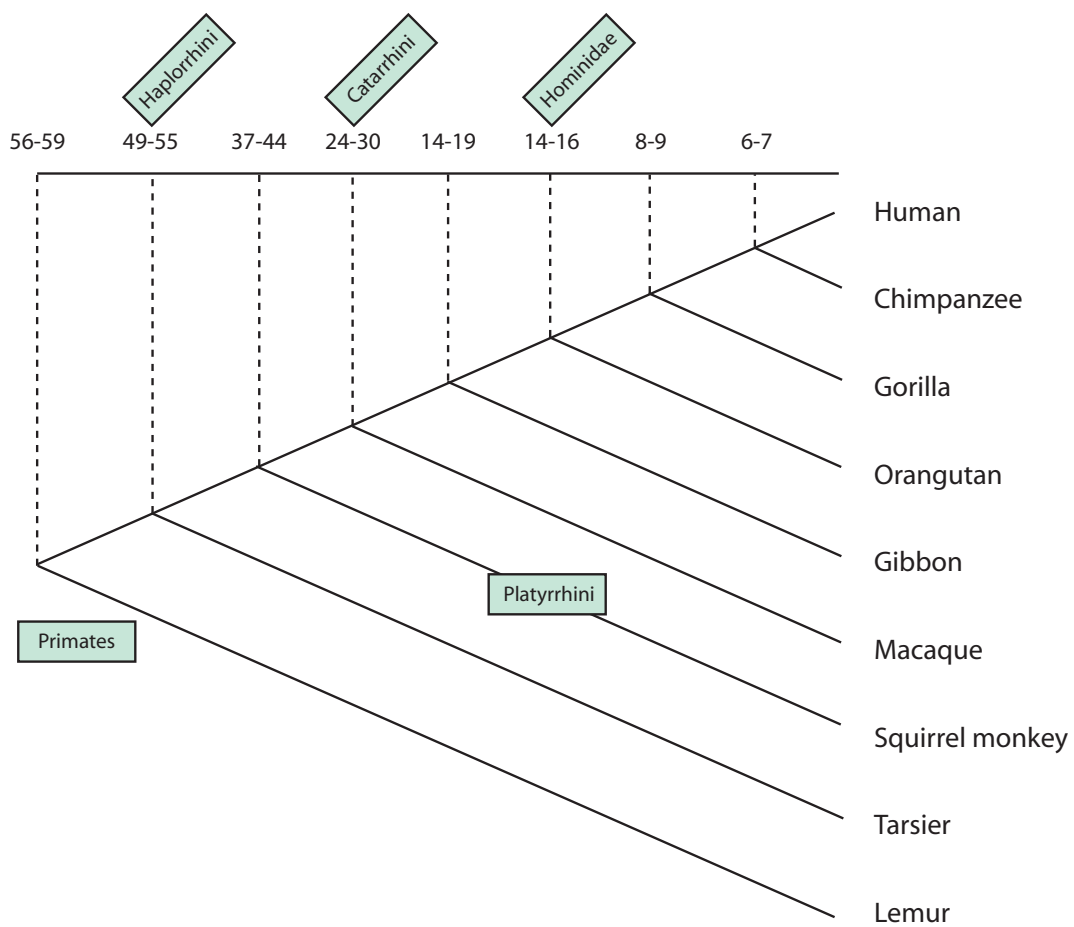 Haplorrhini
Catarrhini
Hominidae
56-59 49-55 37-44 24-30 14-19 14-16 8-9 6-7
Human
Chimpanzee
Gorilla
Orangutan
Gibbon
Platyrrhini
Primates
Macaque
Squirrel monkey
Tarsier
Lemur